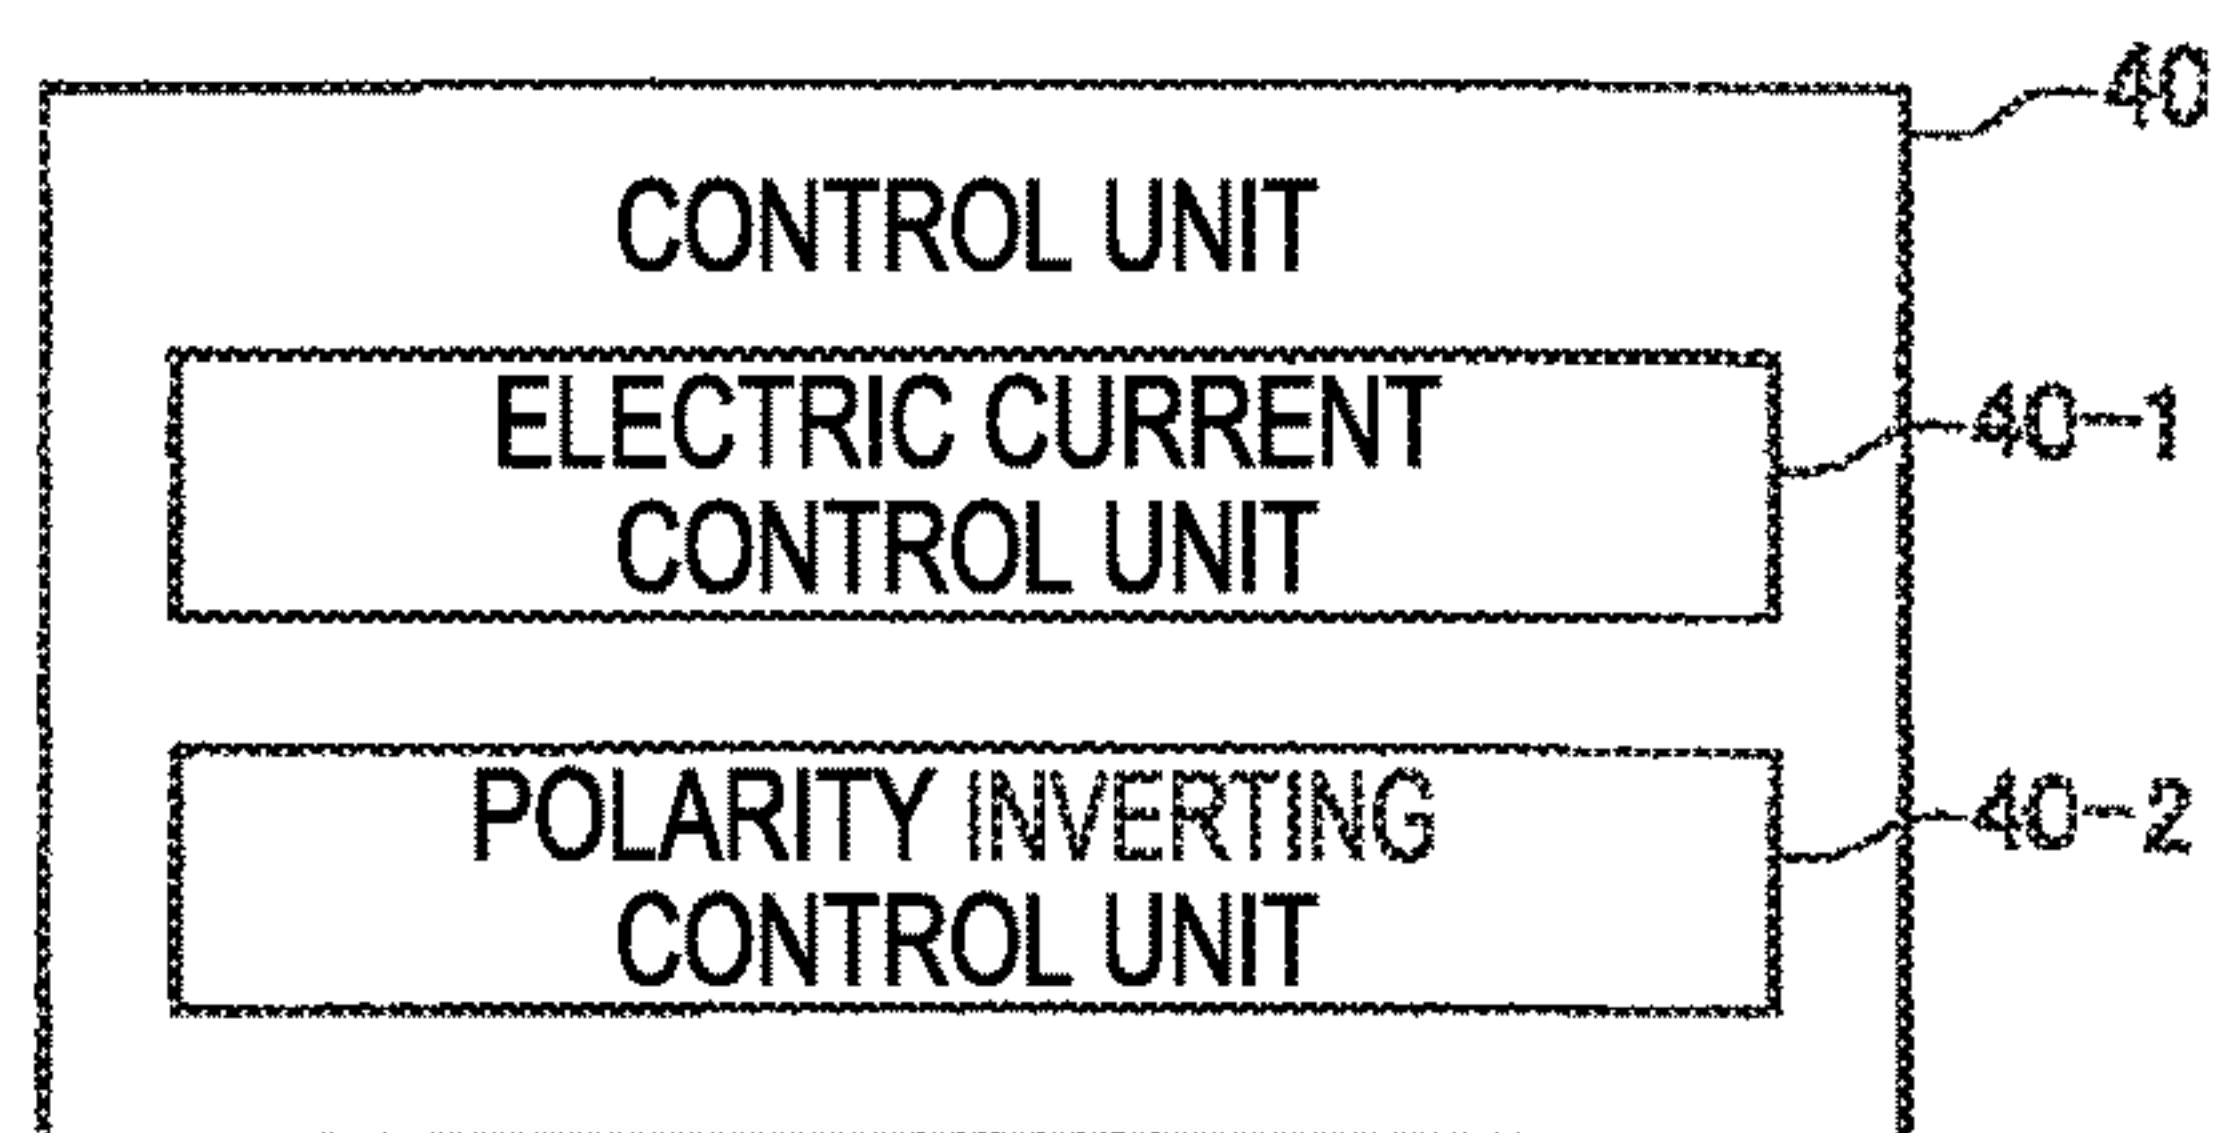 40
CONTROL UNIT
ELECTRIC CURRENT
CONTROL UNIT
40-1
POLARITY INVERTING
CONTROL UNIT
40-2